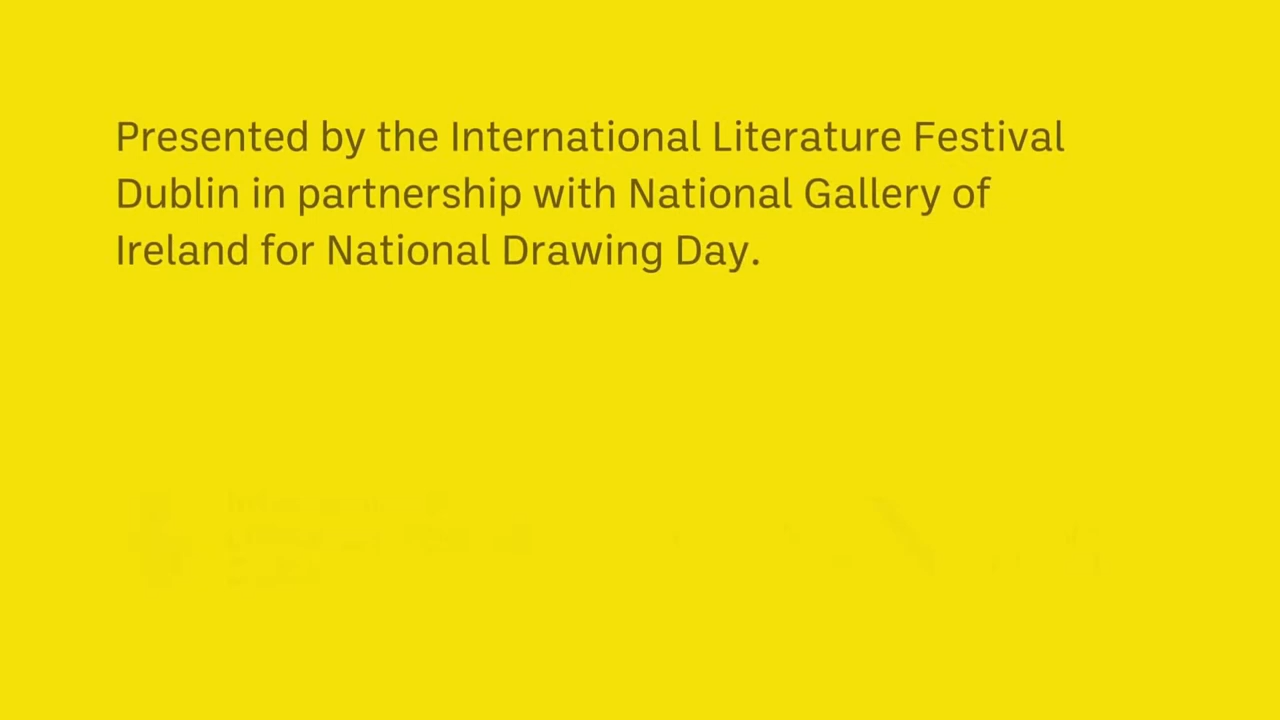 Presented by the International Literature Festival
Dublin in partnership with National Gallery of
Ireland for National Drawing Day.